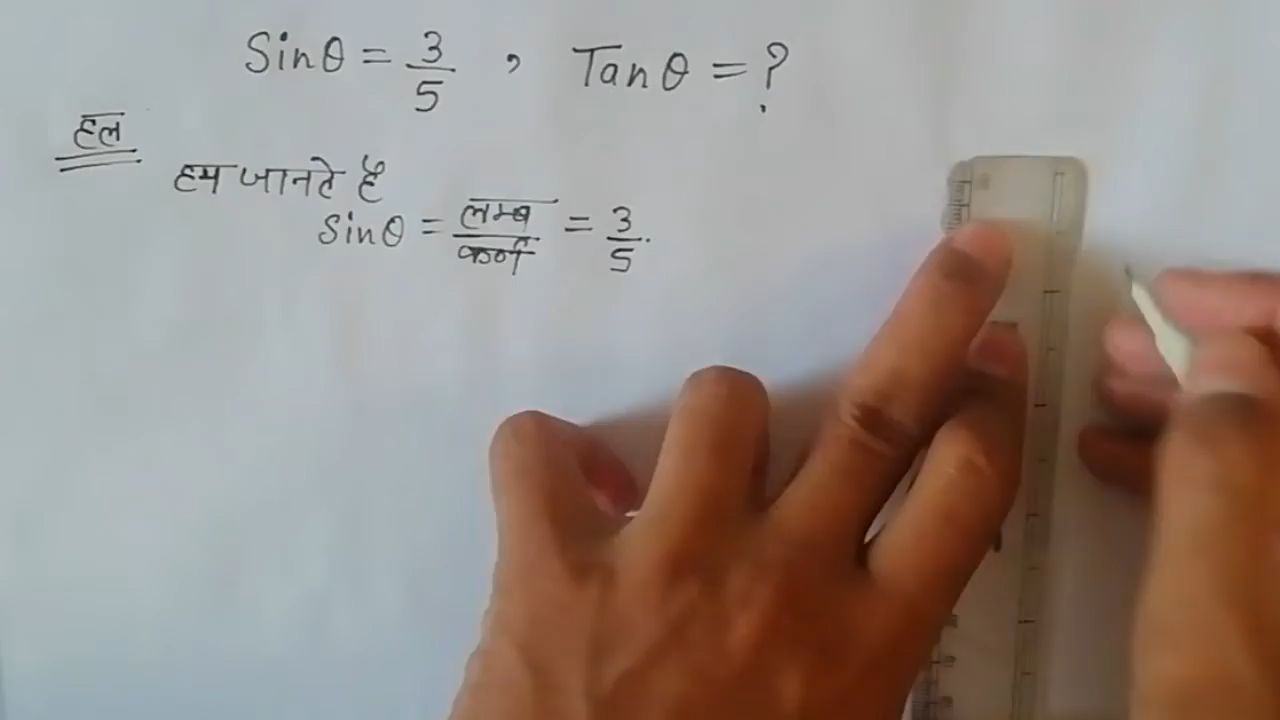 Sinθ = 3/5 , Tanθ = ?
हल
हम जानते है
Sinθ = लम्ब/कर्ण = 3/5.